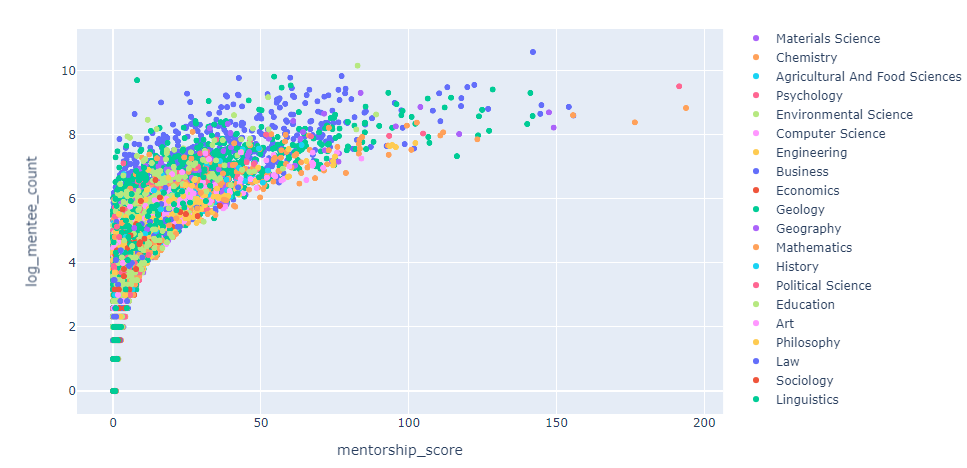 10
8
6
4
2
0
log_mentee_count
0
50
100
150
200
mentorship_score
Materials Science
Chemistry
Agricultural And Food Sciences
Psychology
Environmental Science
Computer Science
Engineering
Business
Economics
Geology
Geography
Mathematics
History
Political Science
Education
Art
Philosophy
Law
Sociology
Linguistics